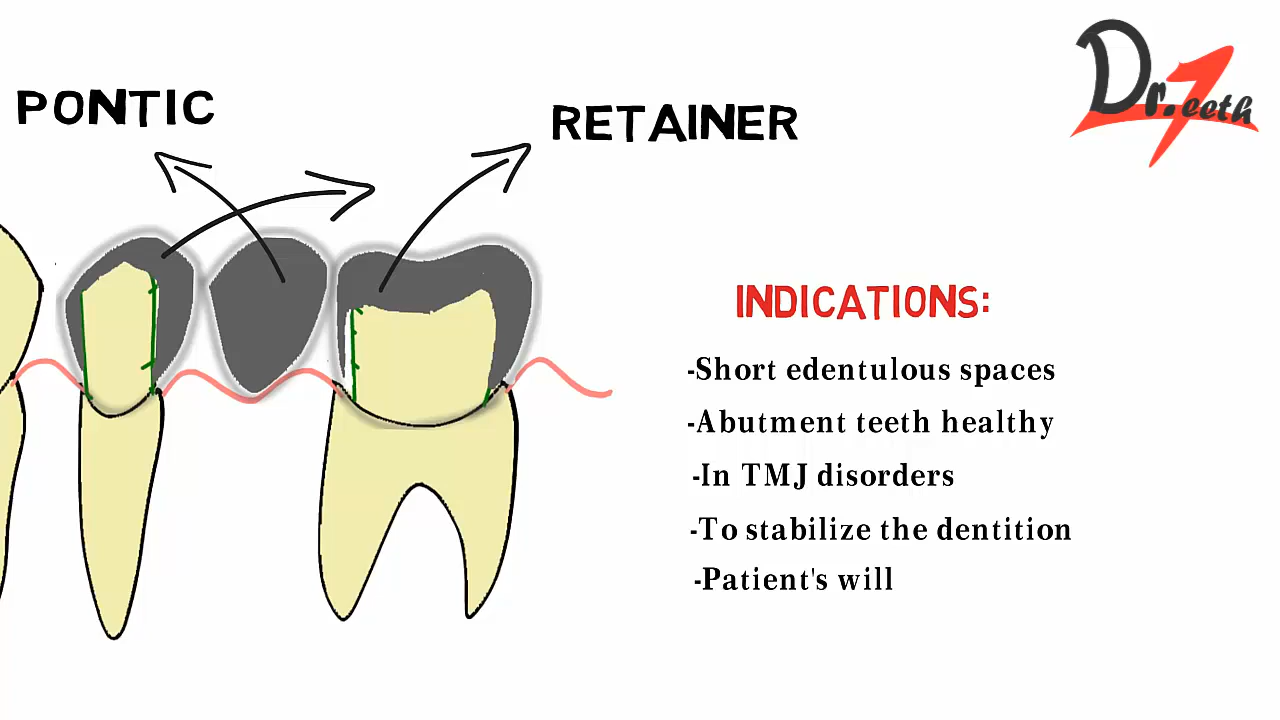 Dr. Teeth
PONTIC
RETAINER
INDICATIONS:
-Short edentulous spaces
-Abutment teeth healthy
-In TMJ disorders
-To stabilize the dentition
-Patient's will